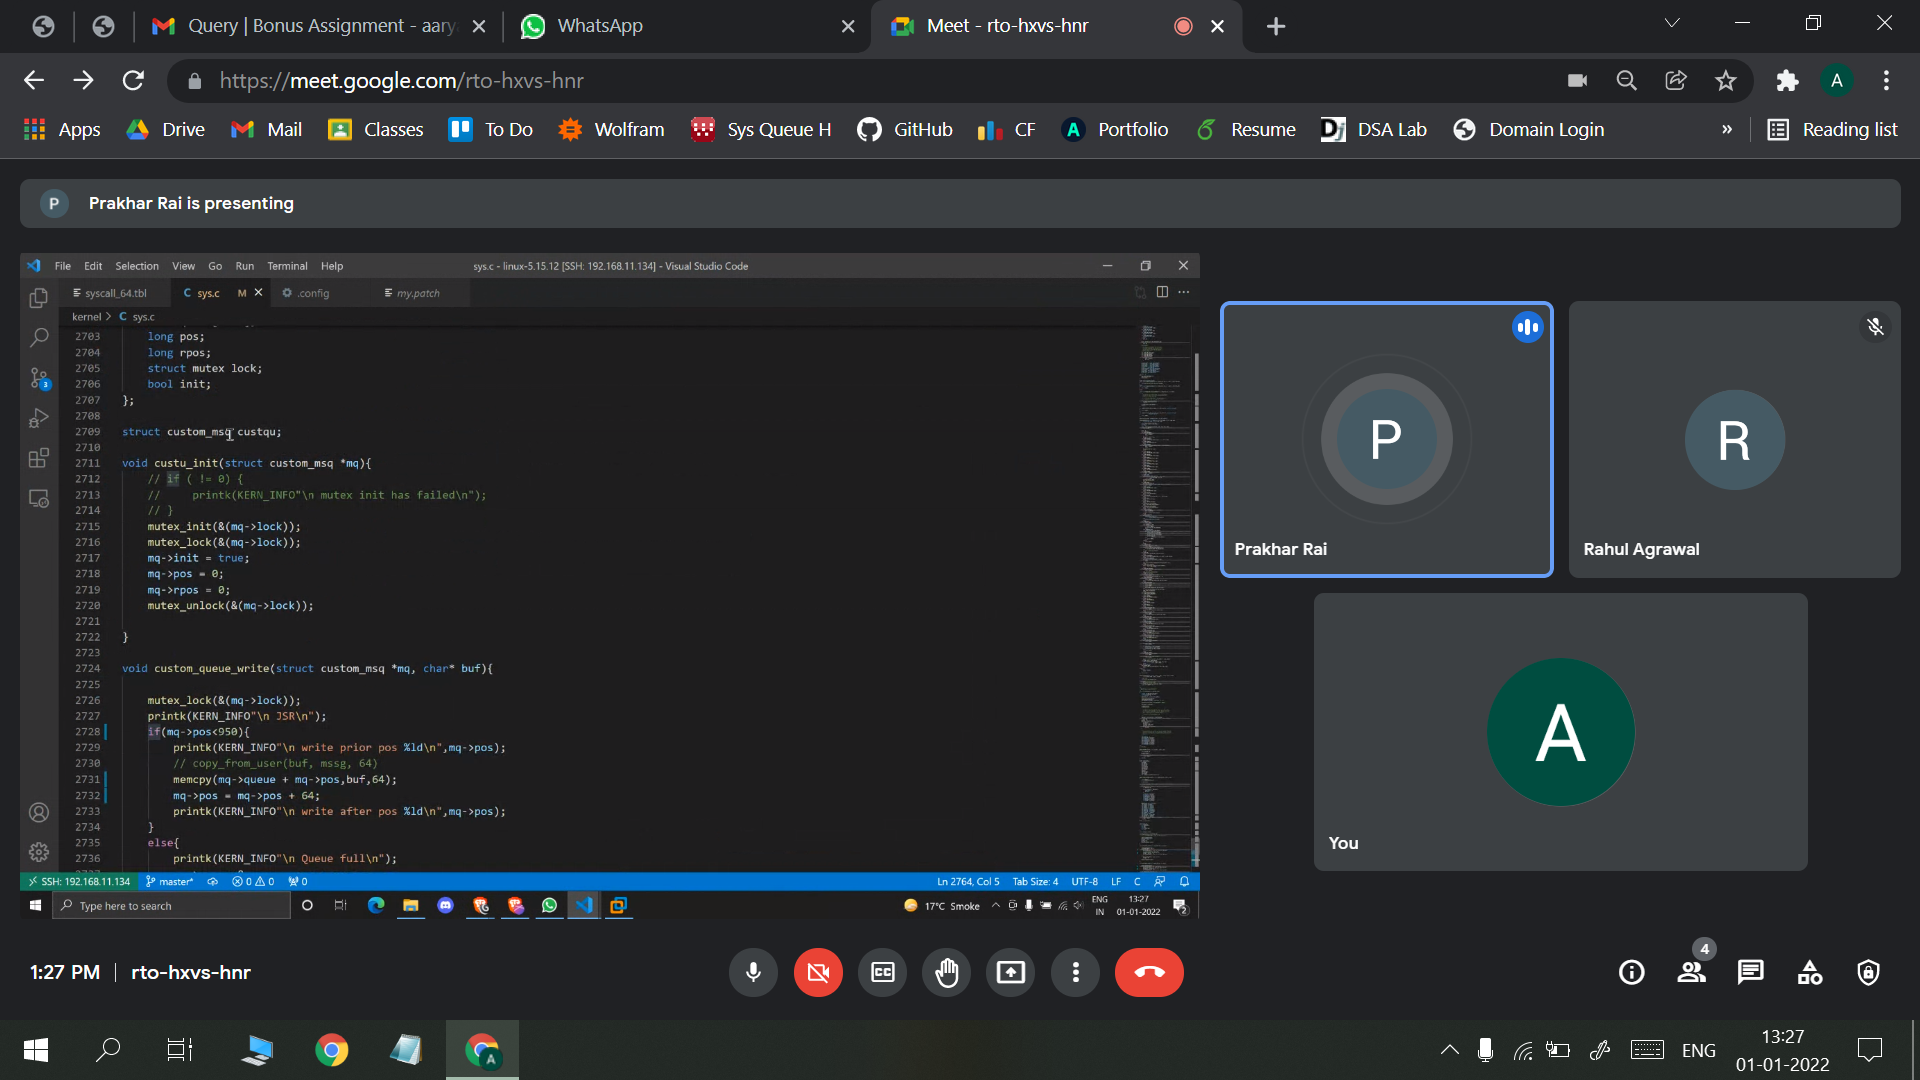 Query | Bonus Assignment - aary
WhatsApp
Meet - rto-hxvs-hnr
https://meet.google.com/rto-hxvs-hnr
A
Apps
Drive
Mail
Classes
To Do
Wolfram
Sys Queue H
GitHub
CF
Portfolio
Resume
DSA Lab
Domain Login
»
Reading list
P
Prakhar Rai is presenting
File Edit Selection View Go Run Terminal Help
sys.c - linux-5.15.12 [SSH: 192.168.11.134] - Visual Studio Code
syscall_64.tbl
C sys.c M
.config
my.patch
kernel > C sys.c
2703 long pos;
2704 long rpos;
2705 struct mutex lock;
2706 bool init;
2707 };
2708
2709 struct custom_msq custqu;
2710
2711 void custu_init(struct custom_msq *mq){
2712 // if ( != 0) {
2713 // printk(KERN_INFO"\n mutex init has failed\n");
2714 // }
2715 mutex_init(&(mq->lock));
2716 mutex_lock(&(mq->lock));
2717 mq->init = true;
2718 mq->pos = 0;
2719 mq->rpos = 0;
2720 mutex_unlock(&(mq->lock));
2721
2722 }
2723
2724 void custom_queue_write(struct custom_msq *mq, char* buf){
2725
2726 mutex_lock(&(mq->lock));
2727 printk(KERN_INFO"\n JSR\n");
2728 if(mq->pos<950){
2729 printk(KERN_INFO"\n write prior pos %ld\n",mq->pos);
2730 // copy_from_user(buf, mssg, 64)
2731 memcpy(mq->queue + mq->pos,buf,64);
2732 mq->pos = mq->pos + 64;
2733 printk(KERN_INFO"\n write after pos %ld\n",mq->pos);
2734 }
2735 else{
2736 printk(KERN_INFO"\n Queue full\n");
3
SSH: 192.168.11.134 master* 0 0 0
Ln 2764, Col 5 Tab Size: 4 UTF-8 LF C
Type here to search
17°C Smoke
ENG
IN
13:27
01-01-2022
2
P
Prakhar Rai
R
Rahul Agrawal
A
You
1:27 PM | rto-hxvs-hnr
CC
4
A
ENG
13:27
01-01-2022